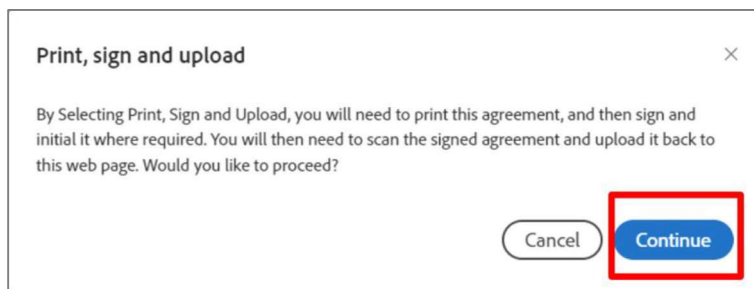 Print, sign and upload
By Selecting Print, Sign and Upload, you will need to print this agreement, and then sign and
initial it where required. You will then need to scan the signed agreement and upload it back to
this web page. Would you like to proceed?
Cancel
Continue